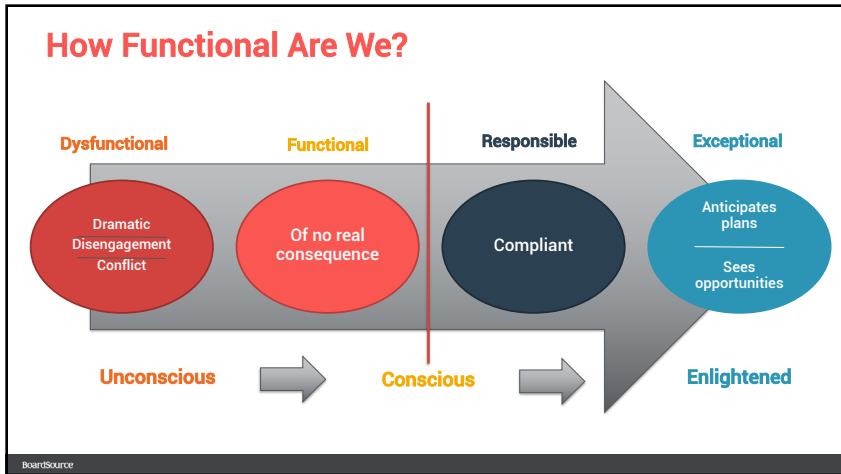 How Functional Are We?
Dysfunctional
Functional
Responsible
Exceptional
Dramatic
Disengagement
Conflict
Of no real
consequence
Compliant
Anticipates
plans
Sees
opportunities
Unconscious
Conscious
Enlightened
BoardSource